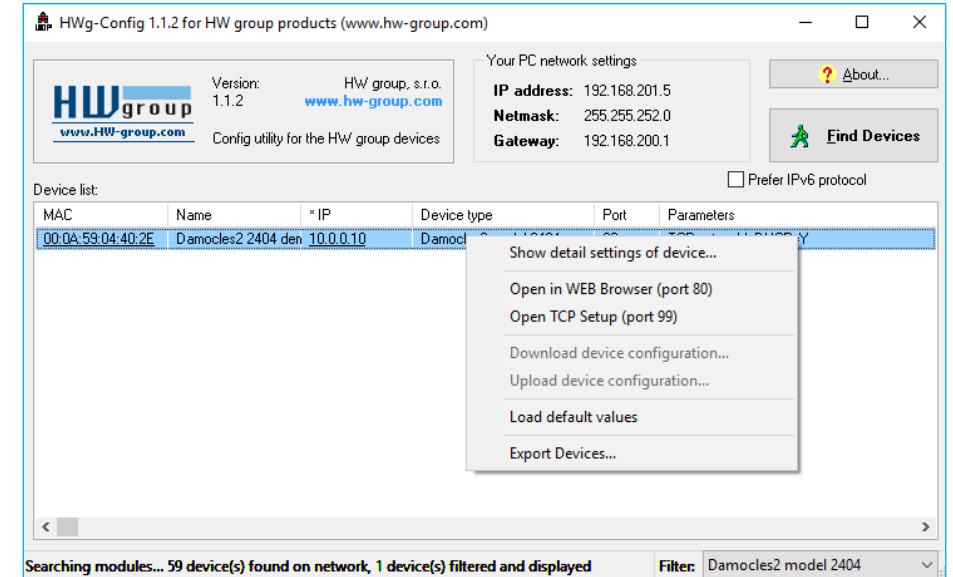 HWg-Config 1.1.2 for HW group products (www.hw-group.com)
HWgroup
www.HW-group.com
Version: HW group, s.r.o.
1.1.2 www.hw-group.com
Config utility for the HW group devices
Your PC network settings
IP address: 192.168.201.5
Netmask: 255.255.252.0
Gateway: 192.168.200.1
? About...
Find Devices
Prefer IPv6 protocol
Device list:
MAC Name × IP Device type Port Parameters
00:0A:59:04:40:2E Damocles2 2404 den 10.0.0.10
Show detail settings of device...
Open in WEB Browser (port 80)
Open TCP Setup (port 99)
Download device configuration...
Upload device configuration...
Load default values
Export Devices...
Searching modules... 59 device(s) found on network, 1 device(s) filtered and displayed Filter: Damocles2 model 2404